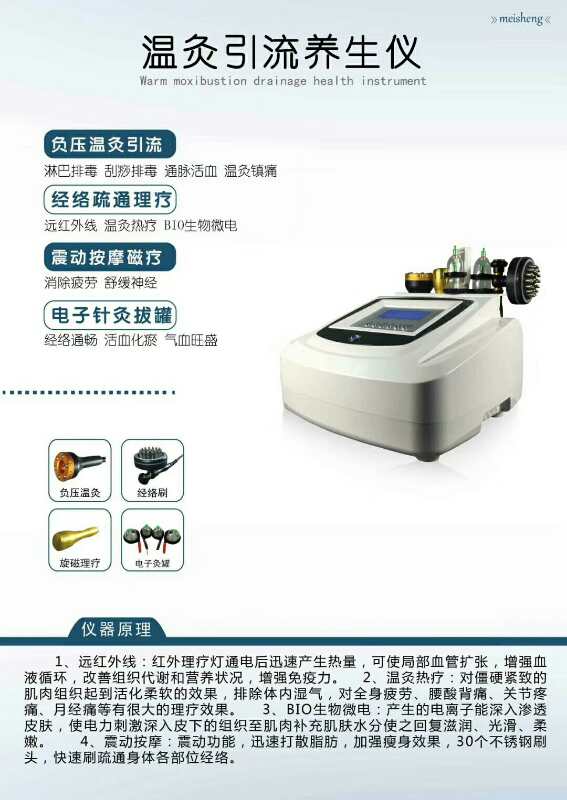 » meisheng «
温灸引流养生仪
Warm moxibustion drainage health instrument
负压温灸引流
淋巴排毒 刮痧排毒 通脉活血 温灸镇痛
经络疏通理疗
远红外线 温灸热疗 BIO生物微电
震动按摩磁疗
消除疲劳 舒缓神经
电子针灸拔罐
经络通畅 活血化瘀 气血旺盛
负压温灸
经络刷
旋磁理疗
电子灸罐
仪器原理
1、远红外线：红外理疗灯通电后迅速产生热量，可使局部血管扩张，增强血
液循环，改善组织代谢和营养状况，增强免疫力。 2、温灸热疗：对僵硬紧致的
肌肉组织起到活化柔软的效果，排除体内湿气，对全身疲劳、腰酸背痛、关节疼
痛、月经痛等有很大的理疗效果。 3、BIO生物微电：产生的电离子能深入渗透
皮肤，使电力刺激深入皮下的组织至肌肉补充肌肤水分使之回复滋润、光滑、柔
嫩。 4、震动按摩：震动功能，迅速打散脂肪，加强瘦身效果，30个不锈钢刷
头，快速刷疏通身体各部位经络。